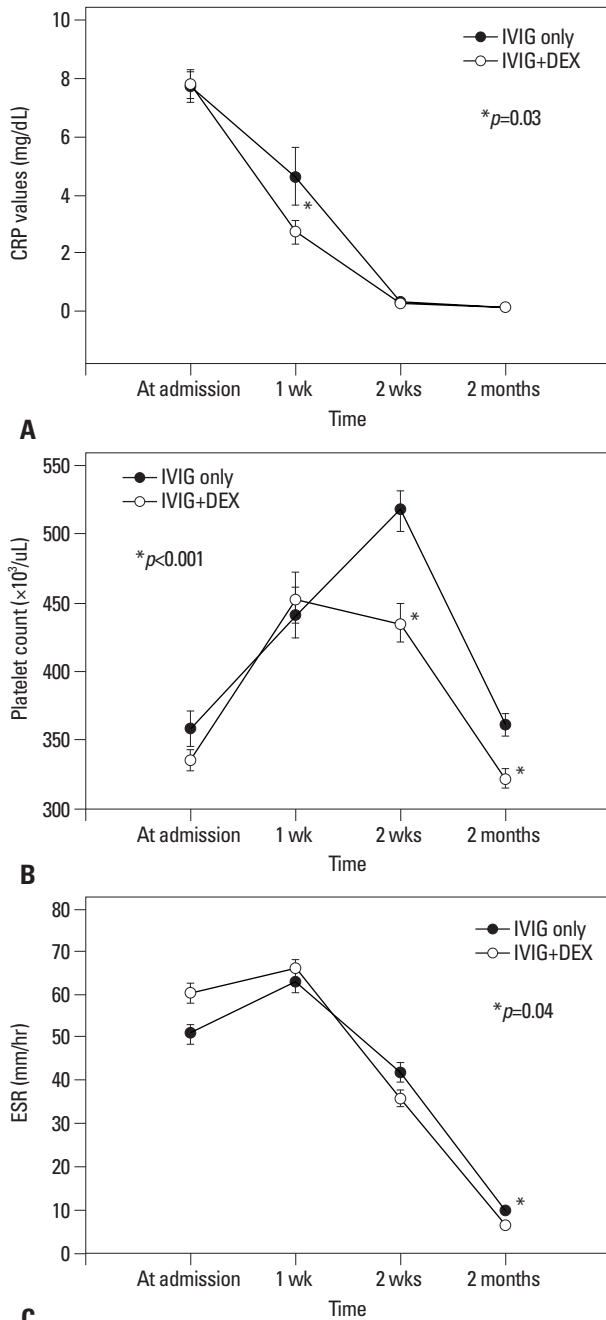 10
8
6
4
2
0
CRP values (mg/dL)
IVIG only
IVIG+DEX
*p=0.03
*
At admission 1 wk 2 wks 2 months
Time
A
550
500
450
400
350
300
Platelet count (×10³/uL)
IVIG only
IVIG+DEX
*p<0.001
*
*
At admission 1 wk 2 wks 2 months
Time
B
80
70
60
50
40
30
20
10
0
ESR (mm/hr)
IVIG only
IVIG+DEX
*p=0.04
*
At admission 1 wk 2 wks 2 months
Time
C